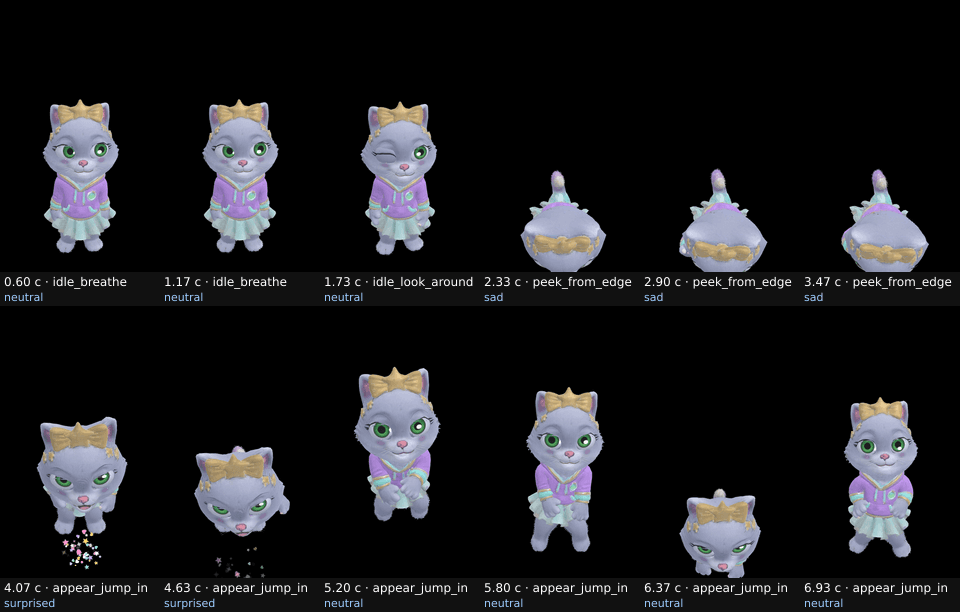 0.60 c · idle_breathe
neutral
1.17 c · idle_breathe
neutral
1.73 c · idle_look_around
neutral
2.33 c · peek_from_edge
sad
2.90 c · peek_from_edge
sad
3.47 c · peek_from_edge
sad
4.07 c · appear_jump_in
surprised
4.63 c · appear_jump_in
surprised
5.20 c · appear_jump_in
neutral
5.80 c · appear_jump_in
neutral
6.37 c · appear_jump_in
neutral
6.93 c · appear_jump_in
neutral